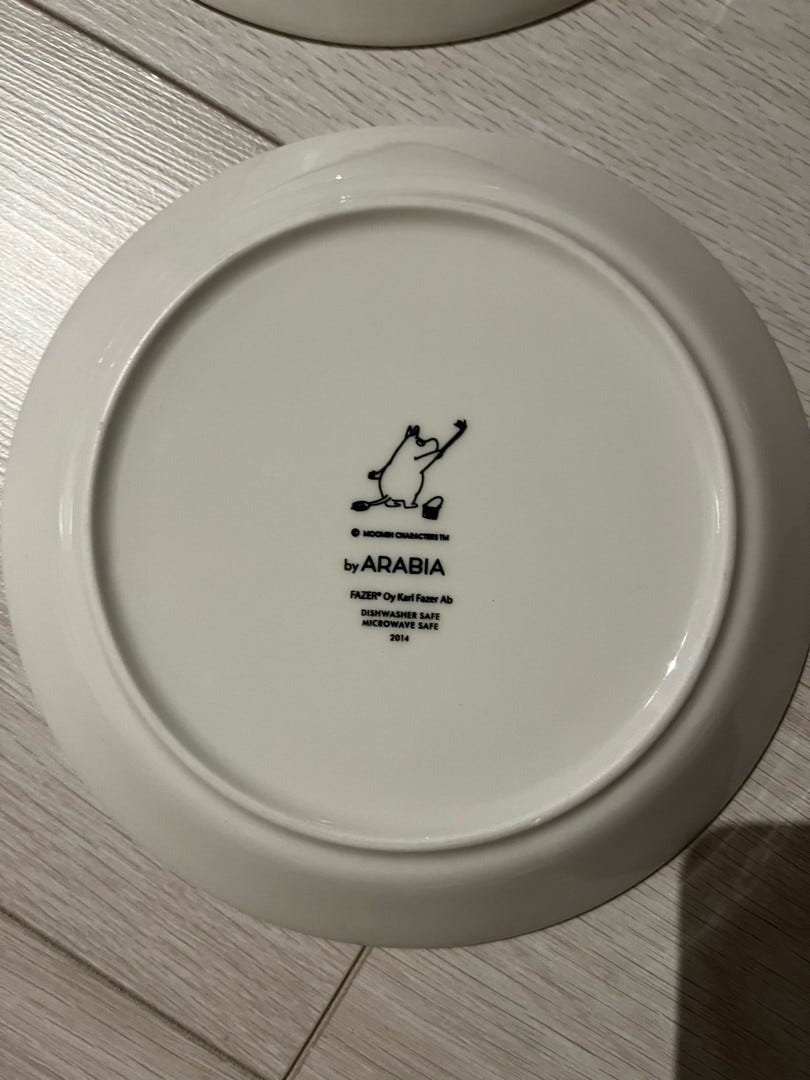 © MOOMIN CHARACTERS TM
by ARABIA
FAZER® Oy Karl Fazer Ab
DISHWASHER SAFE
MICROWAVE SAFE
2014